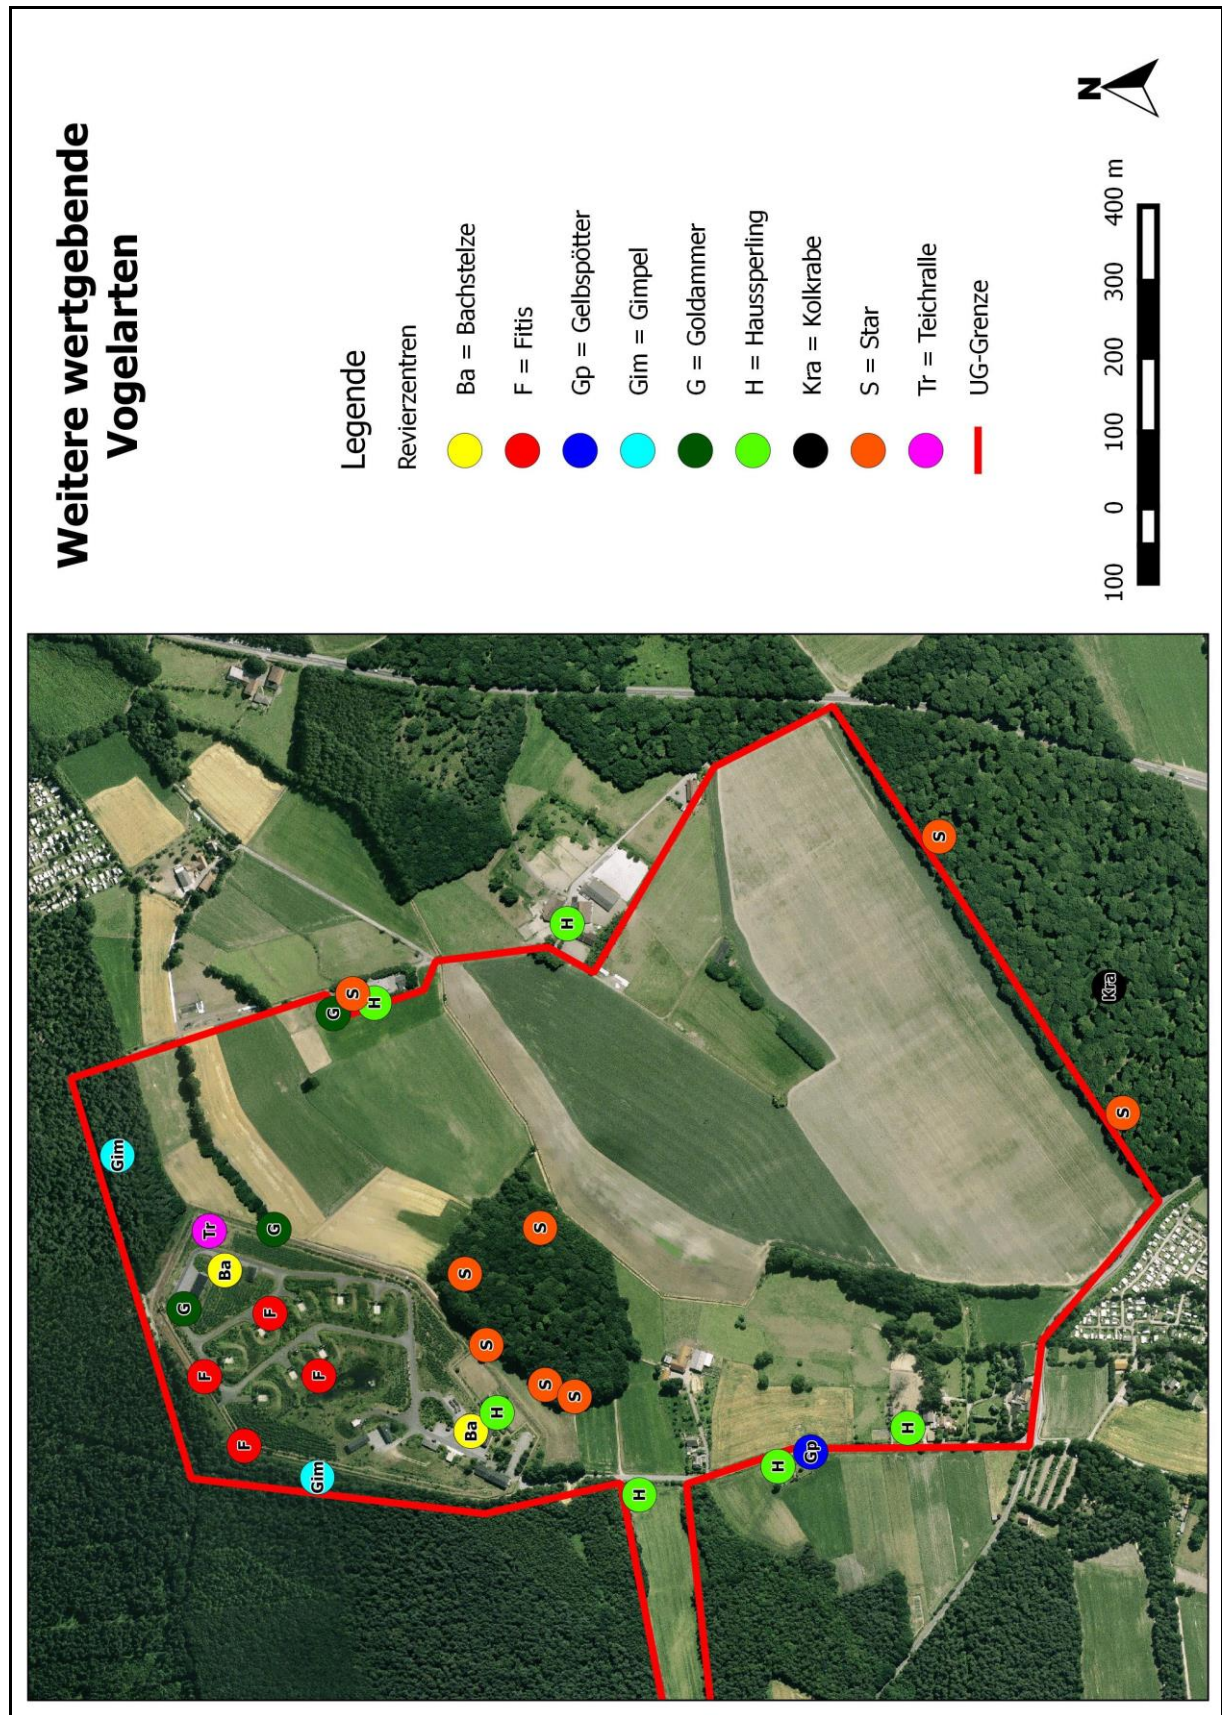 Weitere wertgebende
Vogelarten
Legende
Revierzentren
Ba = Bachstelze
F = Fitis
Gp = Gelbspötter
Gim = Gimpel
G = Goldammer
H = Haussperling
Kra = Kolkrabe
S = Star
Tr = Teichralle
UG-Grenze
N
100 0 100 200 300 400 m
Gim
Tr
Ba
G
G
F
F
F
F
Gim
Ba
H
S
S
S
S
S
G
S
H
H
H
H
Gp
H
S
Kra
S